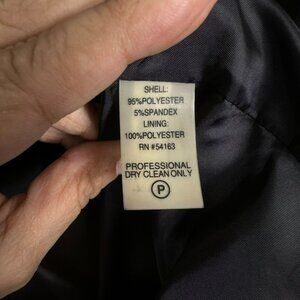 SHELL:
95%POLYESTER
5%SPANDEX
LINING:
100%POLYESTER
RN #54163
PROFESSIONAL
DRY CLEAN ONLY
P